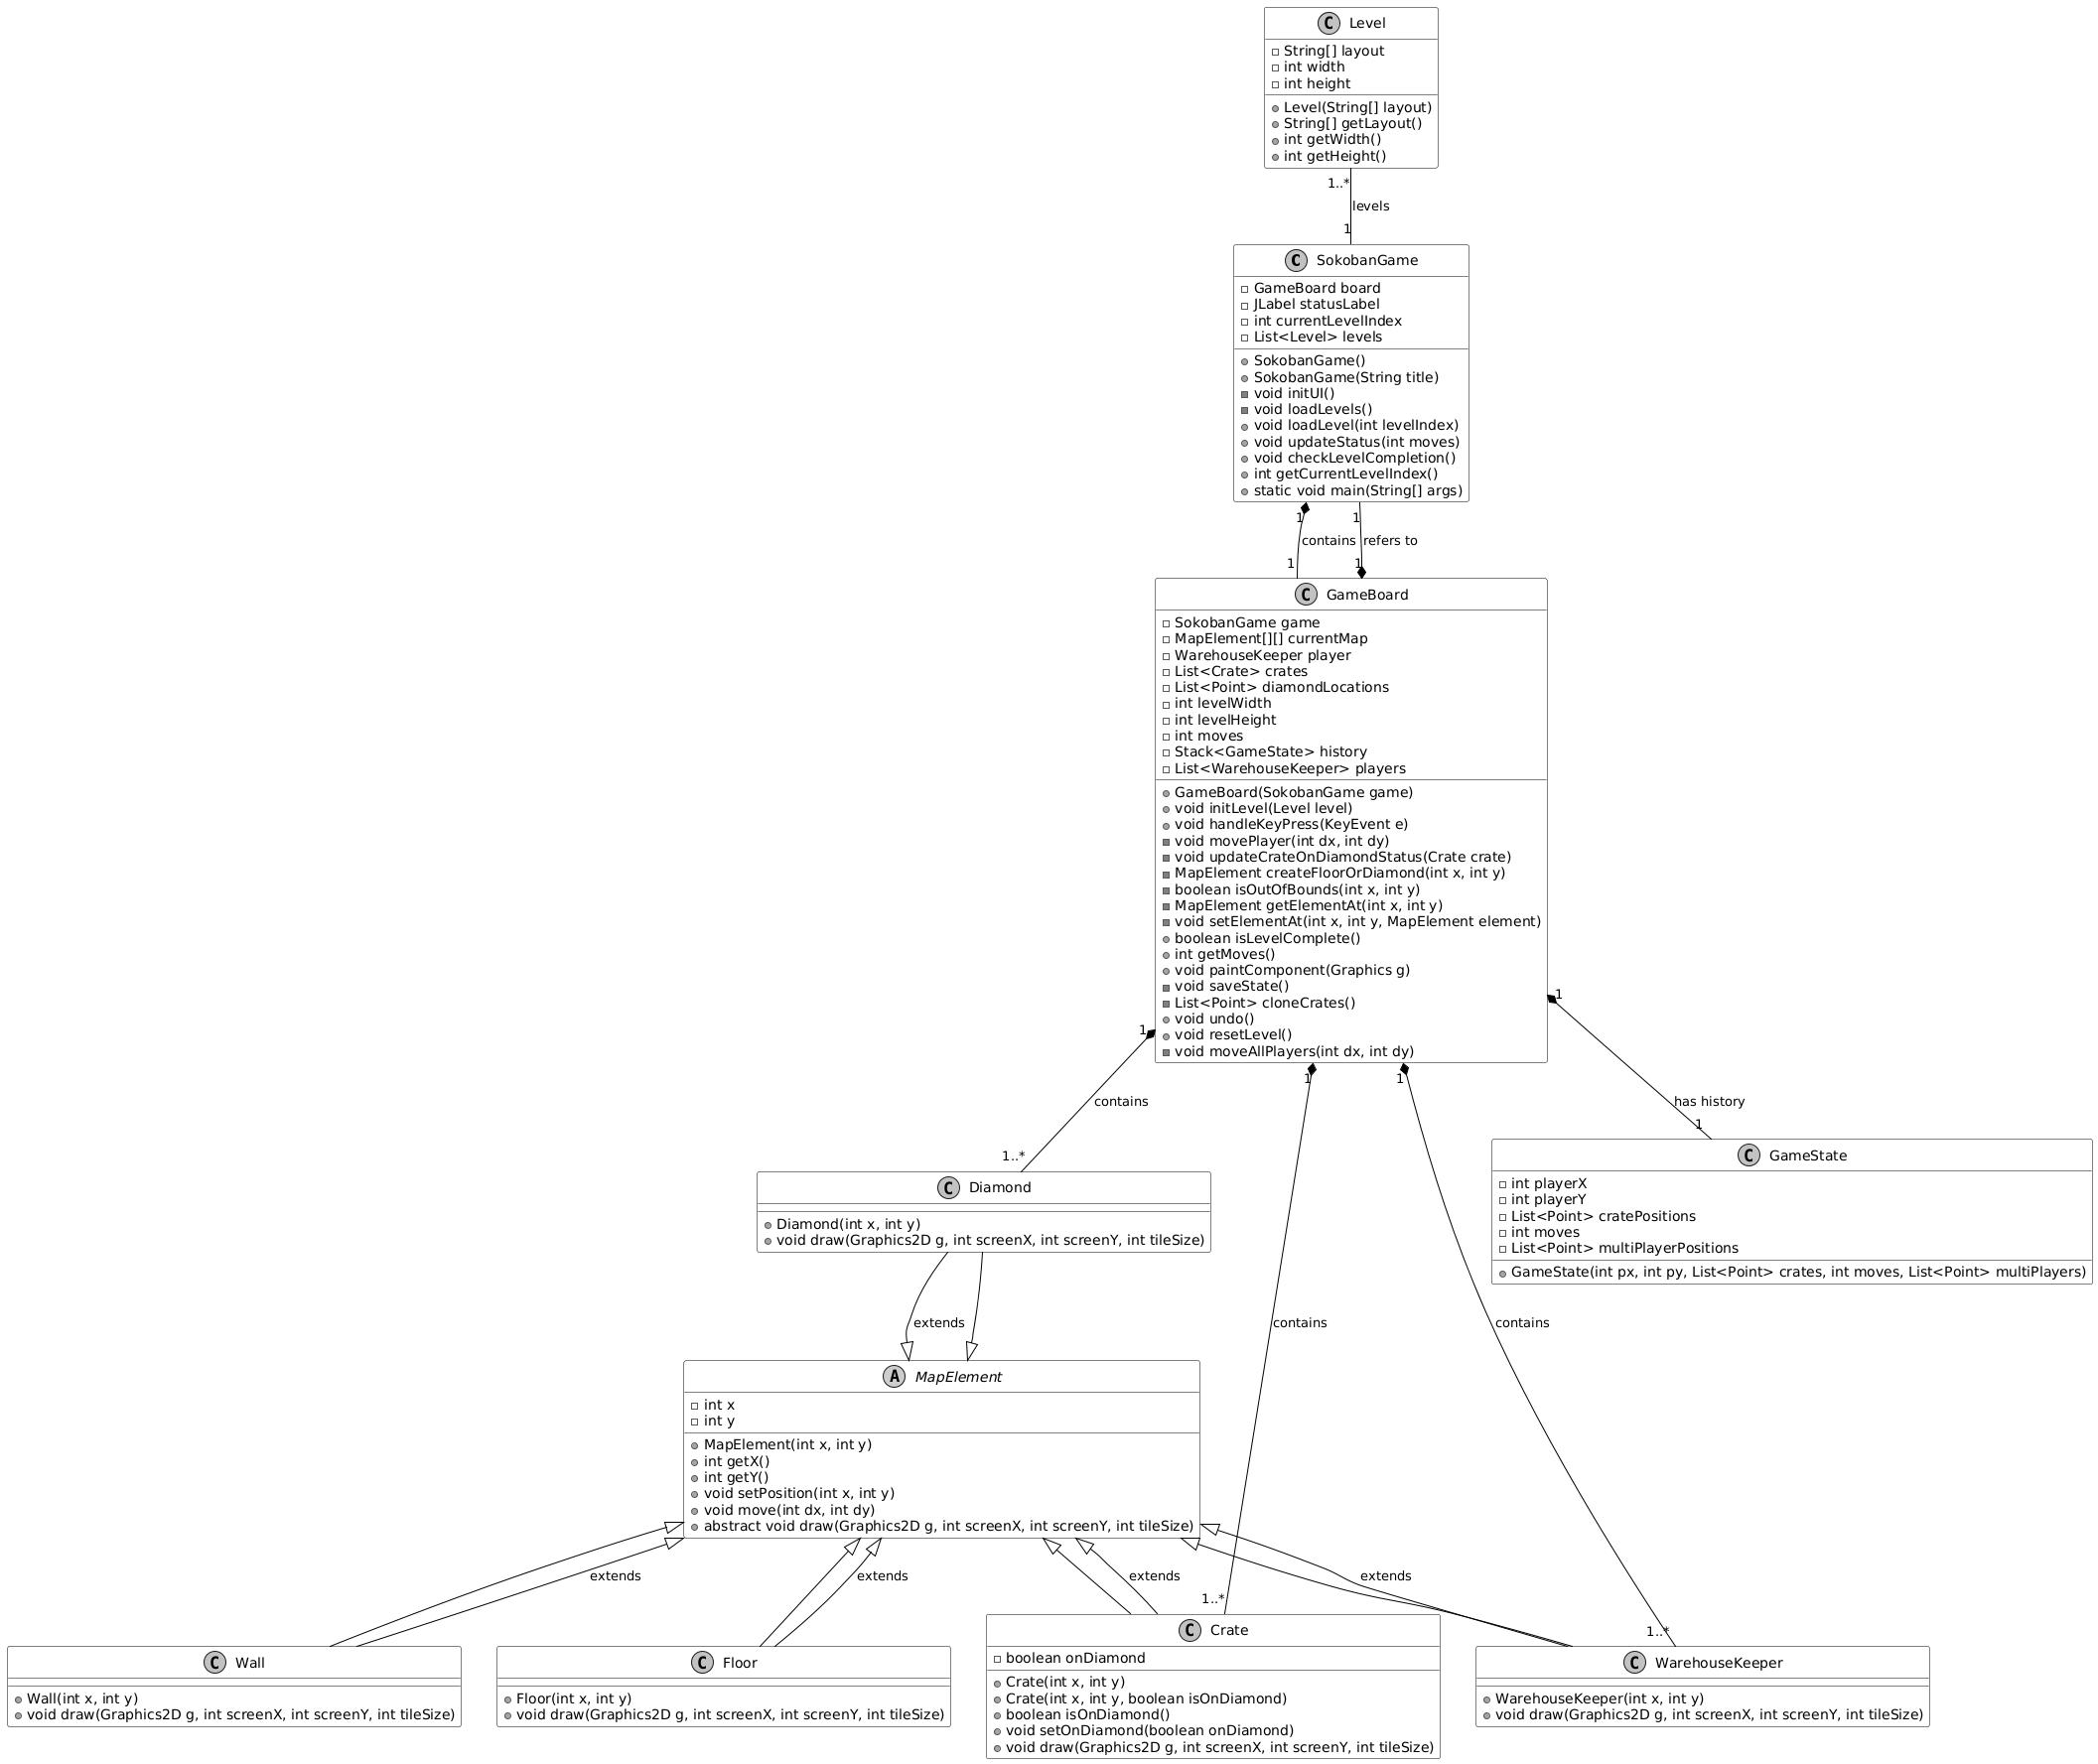 C Level
String[] layout
int width
int height
Level(String[] layout)
String[] getLayout()
int getWidth()
int getHeight()
1..*
levels
1
C SokobanGame
GameBoard board
JLabel statusLabel
int currentLevelIndex
List<Level> levels
SokobanGame()
SokobanGame(String title)
void initUI()
void loadLevels()
void loadLevel(int levelIndex)
void updateStatus(int moves)
void checkLevelCompletion()
int getCurrentLevelIndex()
static void main(String[] args)
1 1
contains refers to
1 1
C GameBoard
SokobanGame game
MapElement[][] currentMap
WarehouseKeeper player
List<Crate> crates
List<Point> diamondLocations
int levelWidth
int levelHeight
int moves
Stack<GameState> history
List<WarehouseKeeper> players
GameBoard(SokobanGame game)
void initLevel(Level level)
void handleKeyPress(KeyEvent e)
void movePlayer(int dx, int dy)
void updateCrateOnDiamondStatus(Crate crate)
MapElement createFloorOrDiamond(int x, int y)
boolean isOutOfBounds(int x, int y)
MapElement getElementAt(int x, int y)
void setElementAt(int x, int y, MapElement element)
boolean isLevelComplete()
int getMoves()
void paintComponent(Graphics g)
void saveState()
List<Point> cloneCrates()
void undo()
void resetLevel()
void moveAllPlayers(int dx, int dy)
1
1
1 1
contains
has history
1
1..*
C GameState
int playerX
int playerY
List<Point> cratePositions
int moves
List<Point> multiPlayerPositions
GameState(int px, int py, List<Point> crates, int moves, List<Point> multiPlayers)
C Diamond
Diamond(int x, int y)
void draw(Graphics2D g, int screenX, int screenY, int tileSize)
extends
contains
contains
A MapElement
int x
int y
MapElement(int x, int y)
int getX()
int getY()
void setPosition(int x, int y)
void move(int dx, int dy)
abstract void draw(Graphics2D g, int screenX, int screenY, int tileSize)
extends
extends
extends
extends
1..*
1..*
C Wall
Wall(int x, int y)
void draw(Graphics2D g, int screenX, int screenY, int tileSize)
C Floor
Floor(int x, int y)
void draw(Graphics2D g, int screenX, int screenY, int tileSize)
C Crate
boolean onDiamond
Crate(int x, int y)
Crate(int x, int y, boolean isOnDiamond)
boolean isOnDiamond()
void setOnDiamond(boolean onDiamond)
void draw(Graphics2D g, int screenX, int screenY, int tileSize)
C WarehouseKeeper
WarehouseKeeper(int x, int y)
void draw(Graphics2D g, int screenX, int screenY, int tileSize)